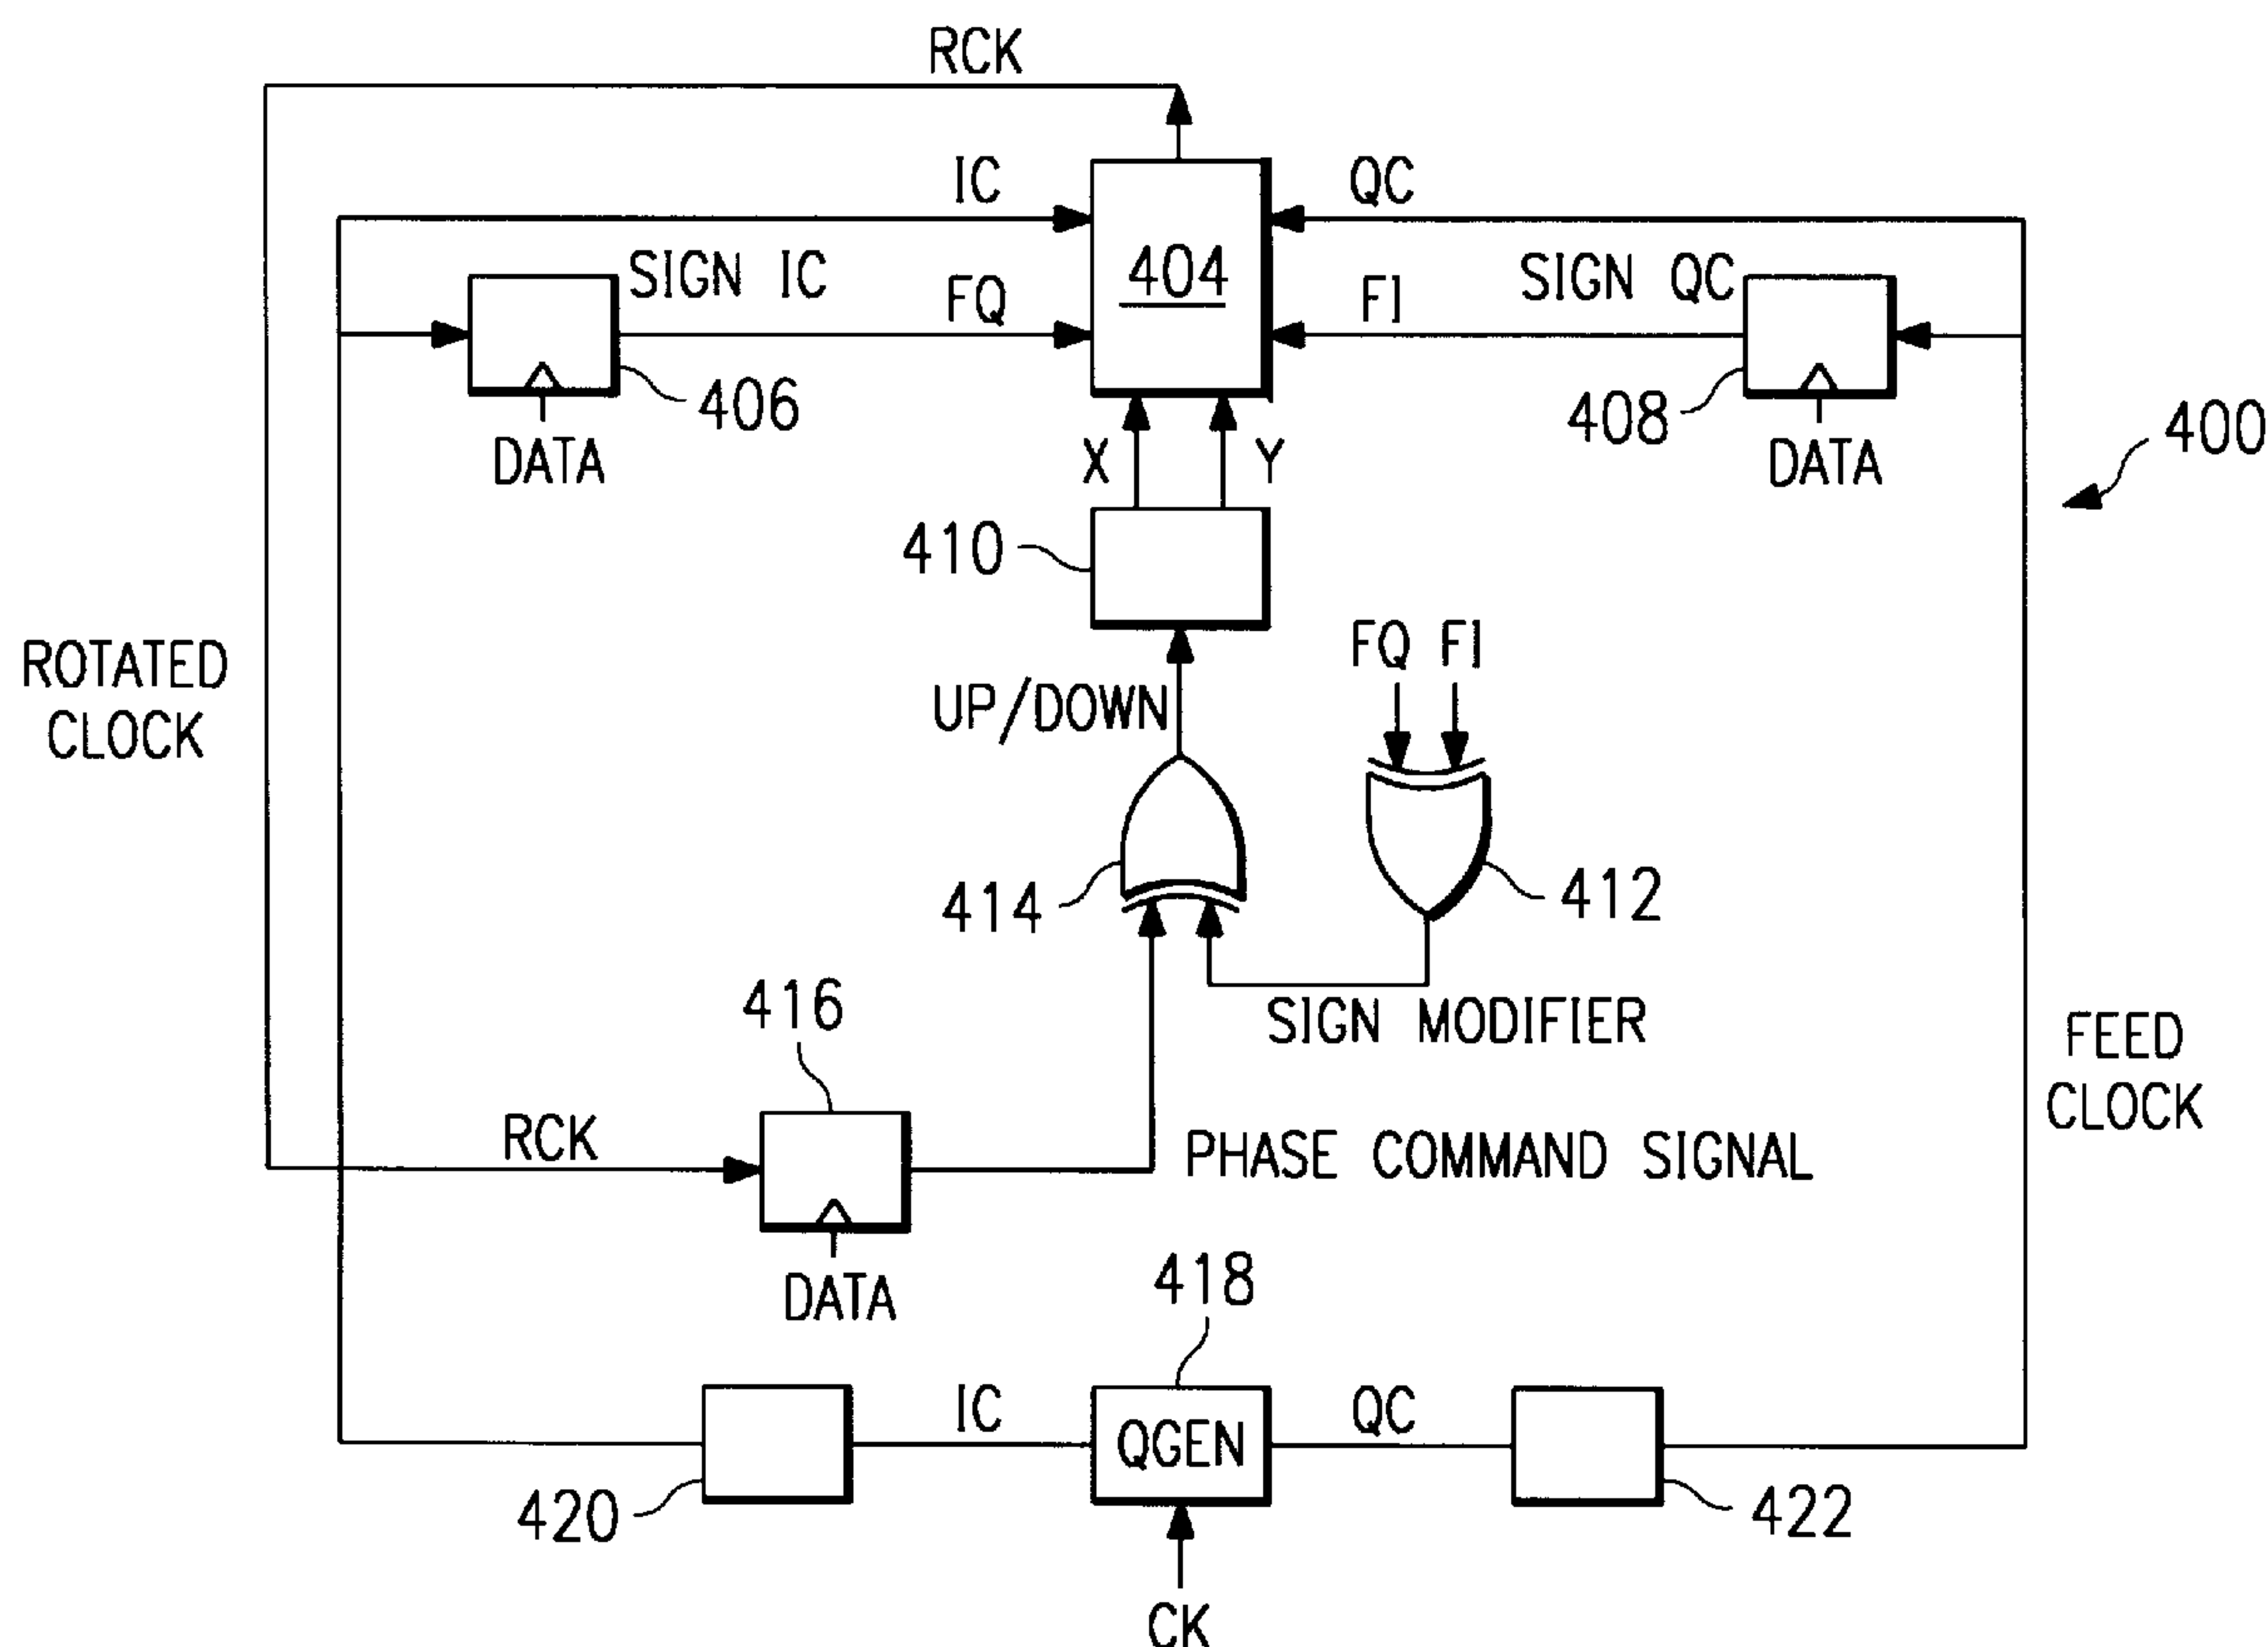 RCK
IC
QC
SIGN IC
FQ
404
FI
SIGN QC
406
408
400
DATA
X
Y
DATA
410
FQ FI
ROTATED
CLOCK
UP/DOWN
414
412
416
SIGN MODIFIER
FEED
CLOCK
RCK
PHASE COMMAND SIGNAL
DATA
418
IC
QGEN
QC
420
422
CK